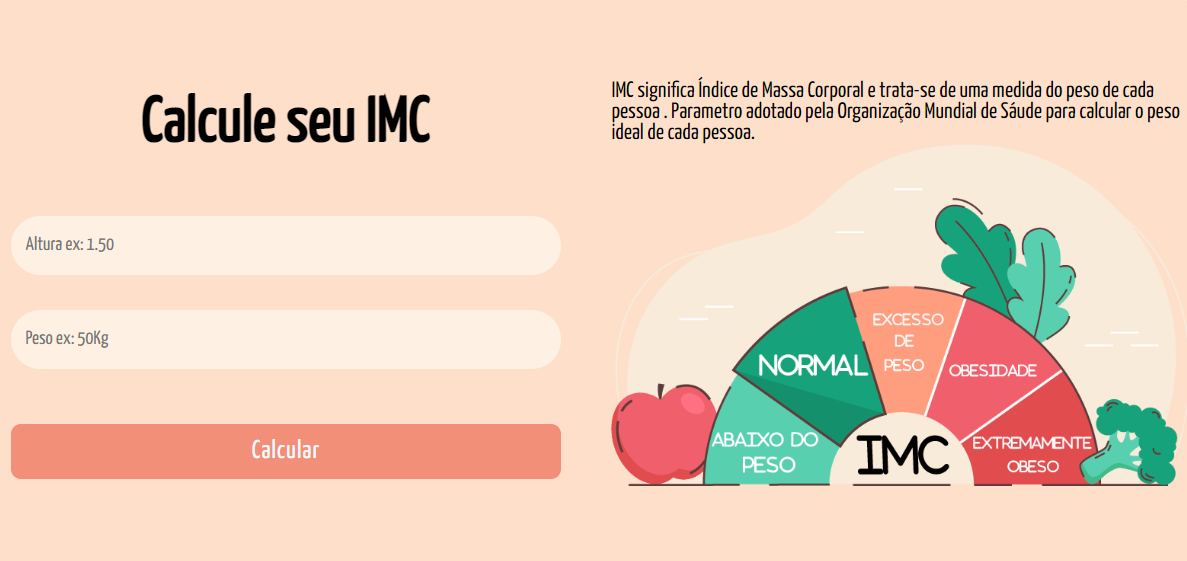 Calcule seu IMC
Altura ex: 1.50
Peso ex: 50Kg
Calcular
IMC significa Índice de Massa Corporal e trata-se de uma medida do peso de cada
pessoa . Parametro adotado pela Organização Mundial de Sáude para calcular o peso
ideal de cada pessoa.
ABAIXO DO
PESO
NORMAL
EXCESSO
DE
PESO
OBESIDADE
EXTREMAMENTE
OBESO
IMC